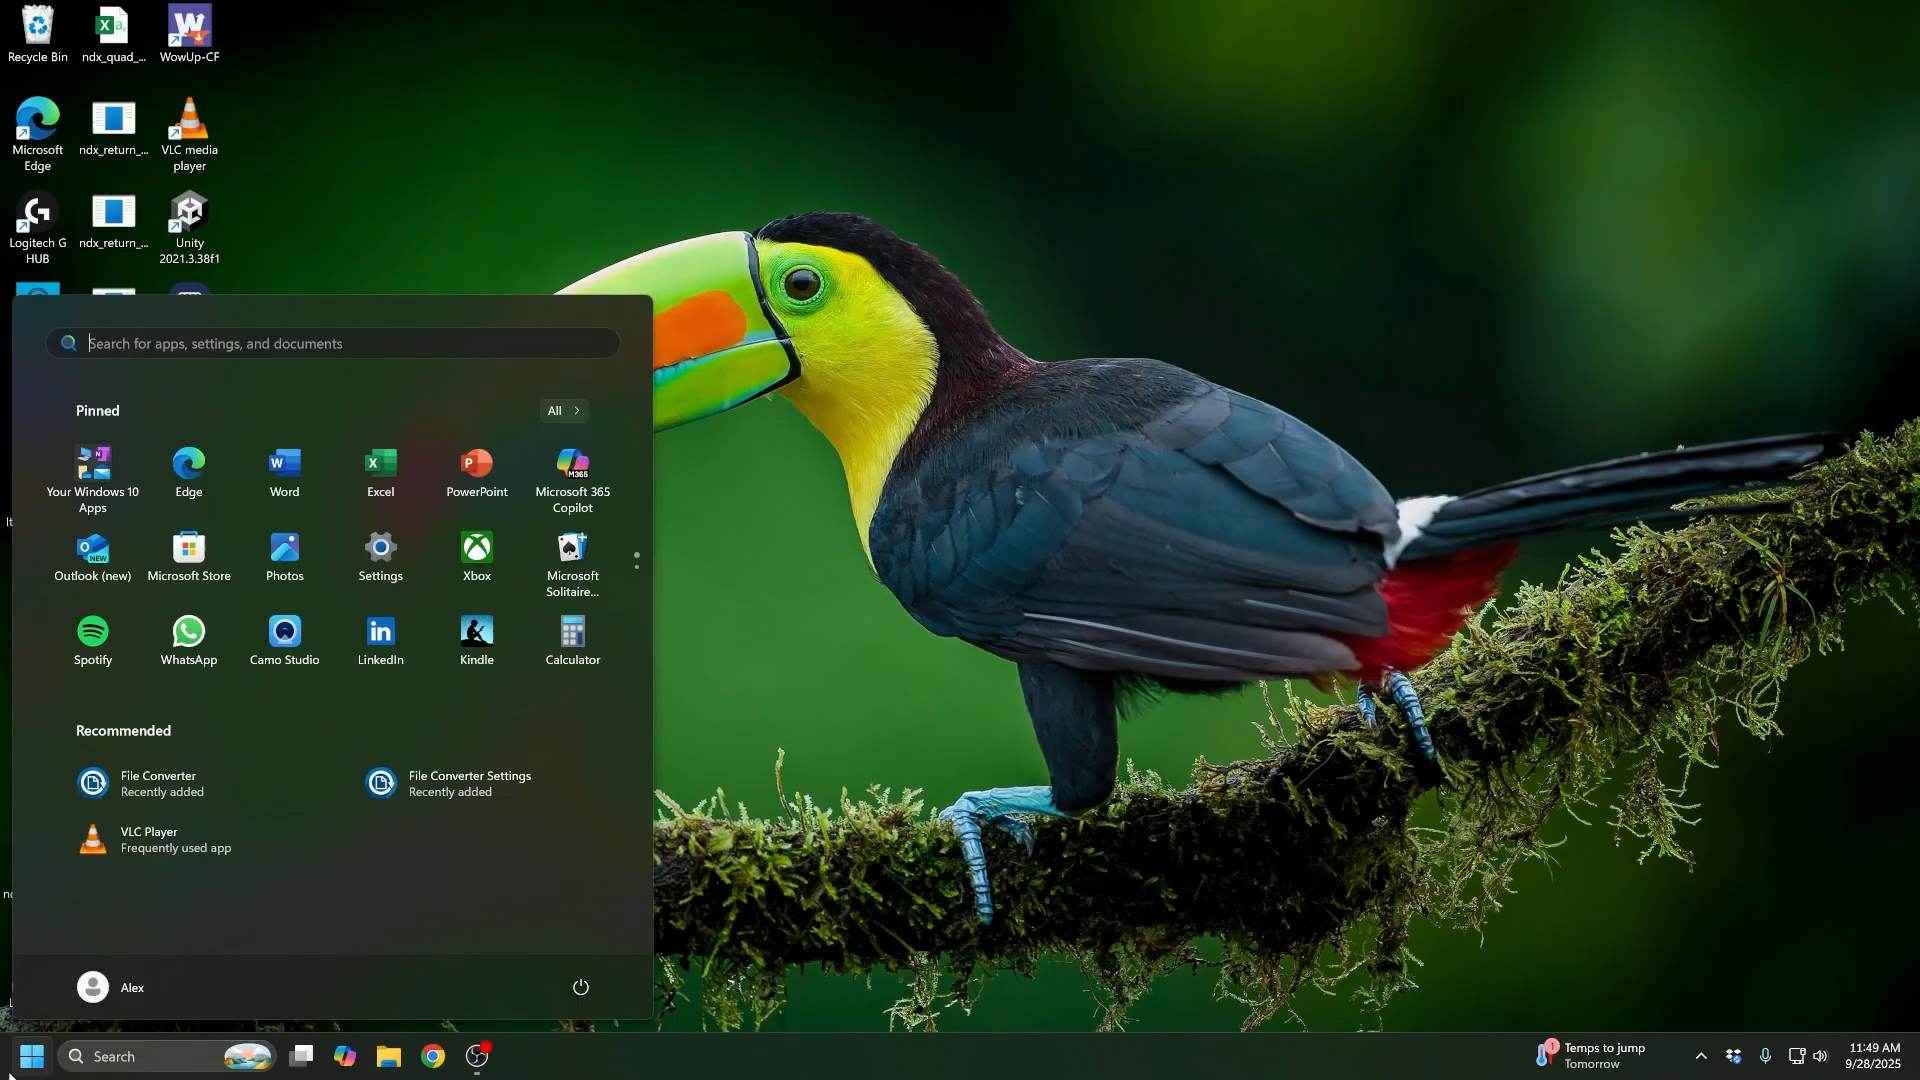 Recycle Bin
ndx_quad_...
WowUp-CF
Microsoft
Edge
ndx_return_...
VLC media
player
Logitech G
HUB
ndx_return_...
Unity
2021.3.38f1
Search for apps, settings, and documents
Pinned
All
Your Windows 10
Apps
Edge
Word
Excel
PowerPoint
M365
Microsoft 365
Copilot
NEW
Outlook (new)
Microsoft Store
Photos
Settings
Xbox
Microsoft
Solitaire...
Spotify
WhatsApp
Camo Studio
LinkedIn
Kindle
Calculator
Recommended
File Converter
Recently added
File Converter Settings
Recently added
VLC Player
Frequently used app
Alex
Search
1
Temps to jump
Tomorrow
11:49 AM
9/28/2025